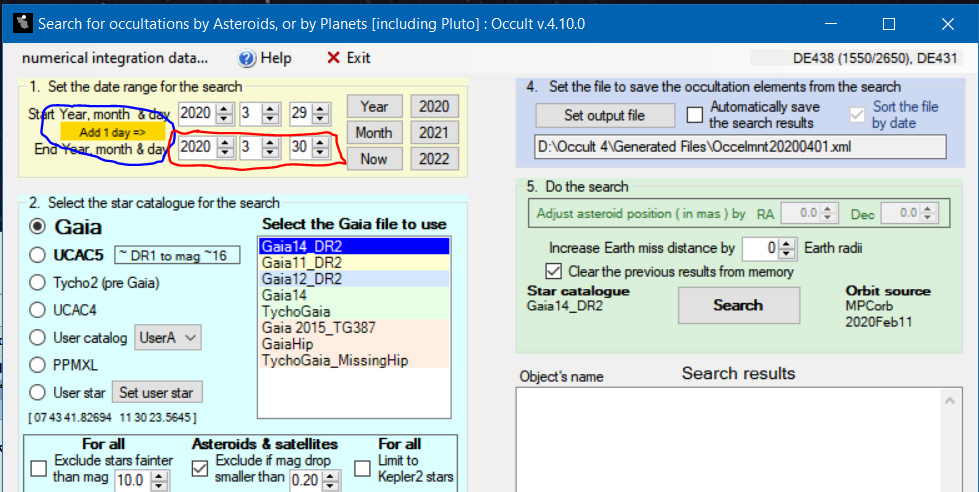 Search for occultations by Asteroids, or by Planets [including Pluto] : Occult v.4.10.0
numerical integration data...
Help
Exit
DE438 (1550/2650), DE431
1. Set the date range for the search
Start Year, month & day
2020 3 29
Add 1 day =>
End Year, month & day
2020 3 30
Year 2020
Month 2021
Now 2022
2. Select the star catalogue for the search
Gaia
UCAC5
~ DR1 to mag ~16
Tycho2 (pre Gaia)
UCAC4
User catalog UserA
PPMXL
User star Set user star
[ 07 43 41.82694 11 30 23.5645 ]
Select the Gaia file to use
Gaia14_DR2
Gaia11_DR2
Gaia12_DR2
Gaia14
TychoGaia
Gaia 2015_TG387
GaiaHip
TychoGaia_MissingHip
For all
Exclude stars fainter
than mag 10.0
Asteroids & satellites
Exclude if mag drop
smaller than 0.20
For all
Limit to
Kepler2 stars
4. Set the file to save the occultation elements from the search
Set output file
Automatically save
the search results
Sort the file
by date
D:\Occult 4\Generated Files\Occelmnt20200401.xml
5. Do the search
Adjust asteroid position ( in mas ) by RA 0.0 Dec 0.0
Increase Earth miss distance by 0 Earth radii
Clear the previous results from memory
Star catalogue
Gaia14_DR2
Search
Orbit source
MPCorb
2020Feb11
Object's name
Search results